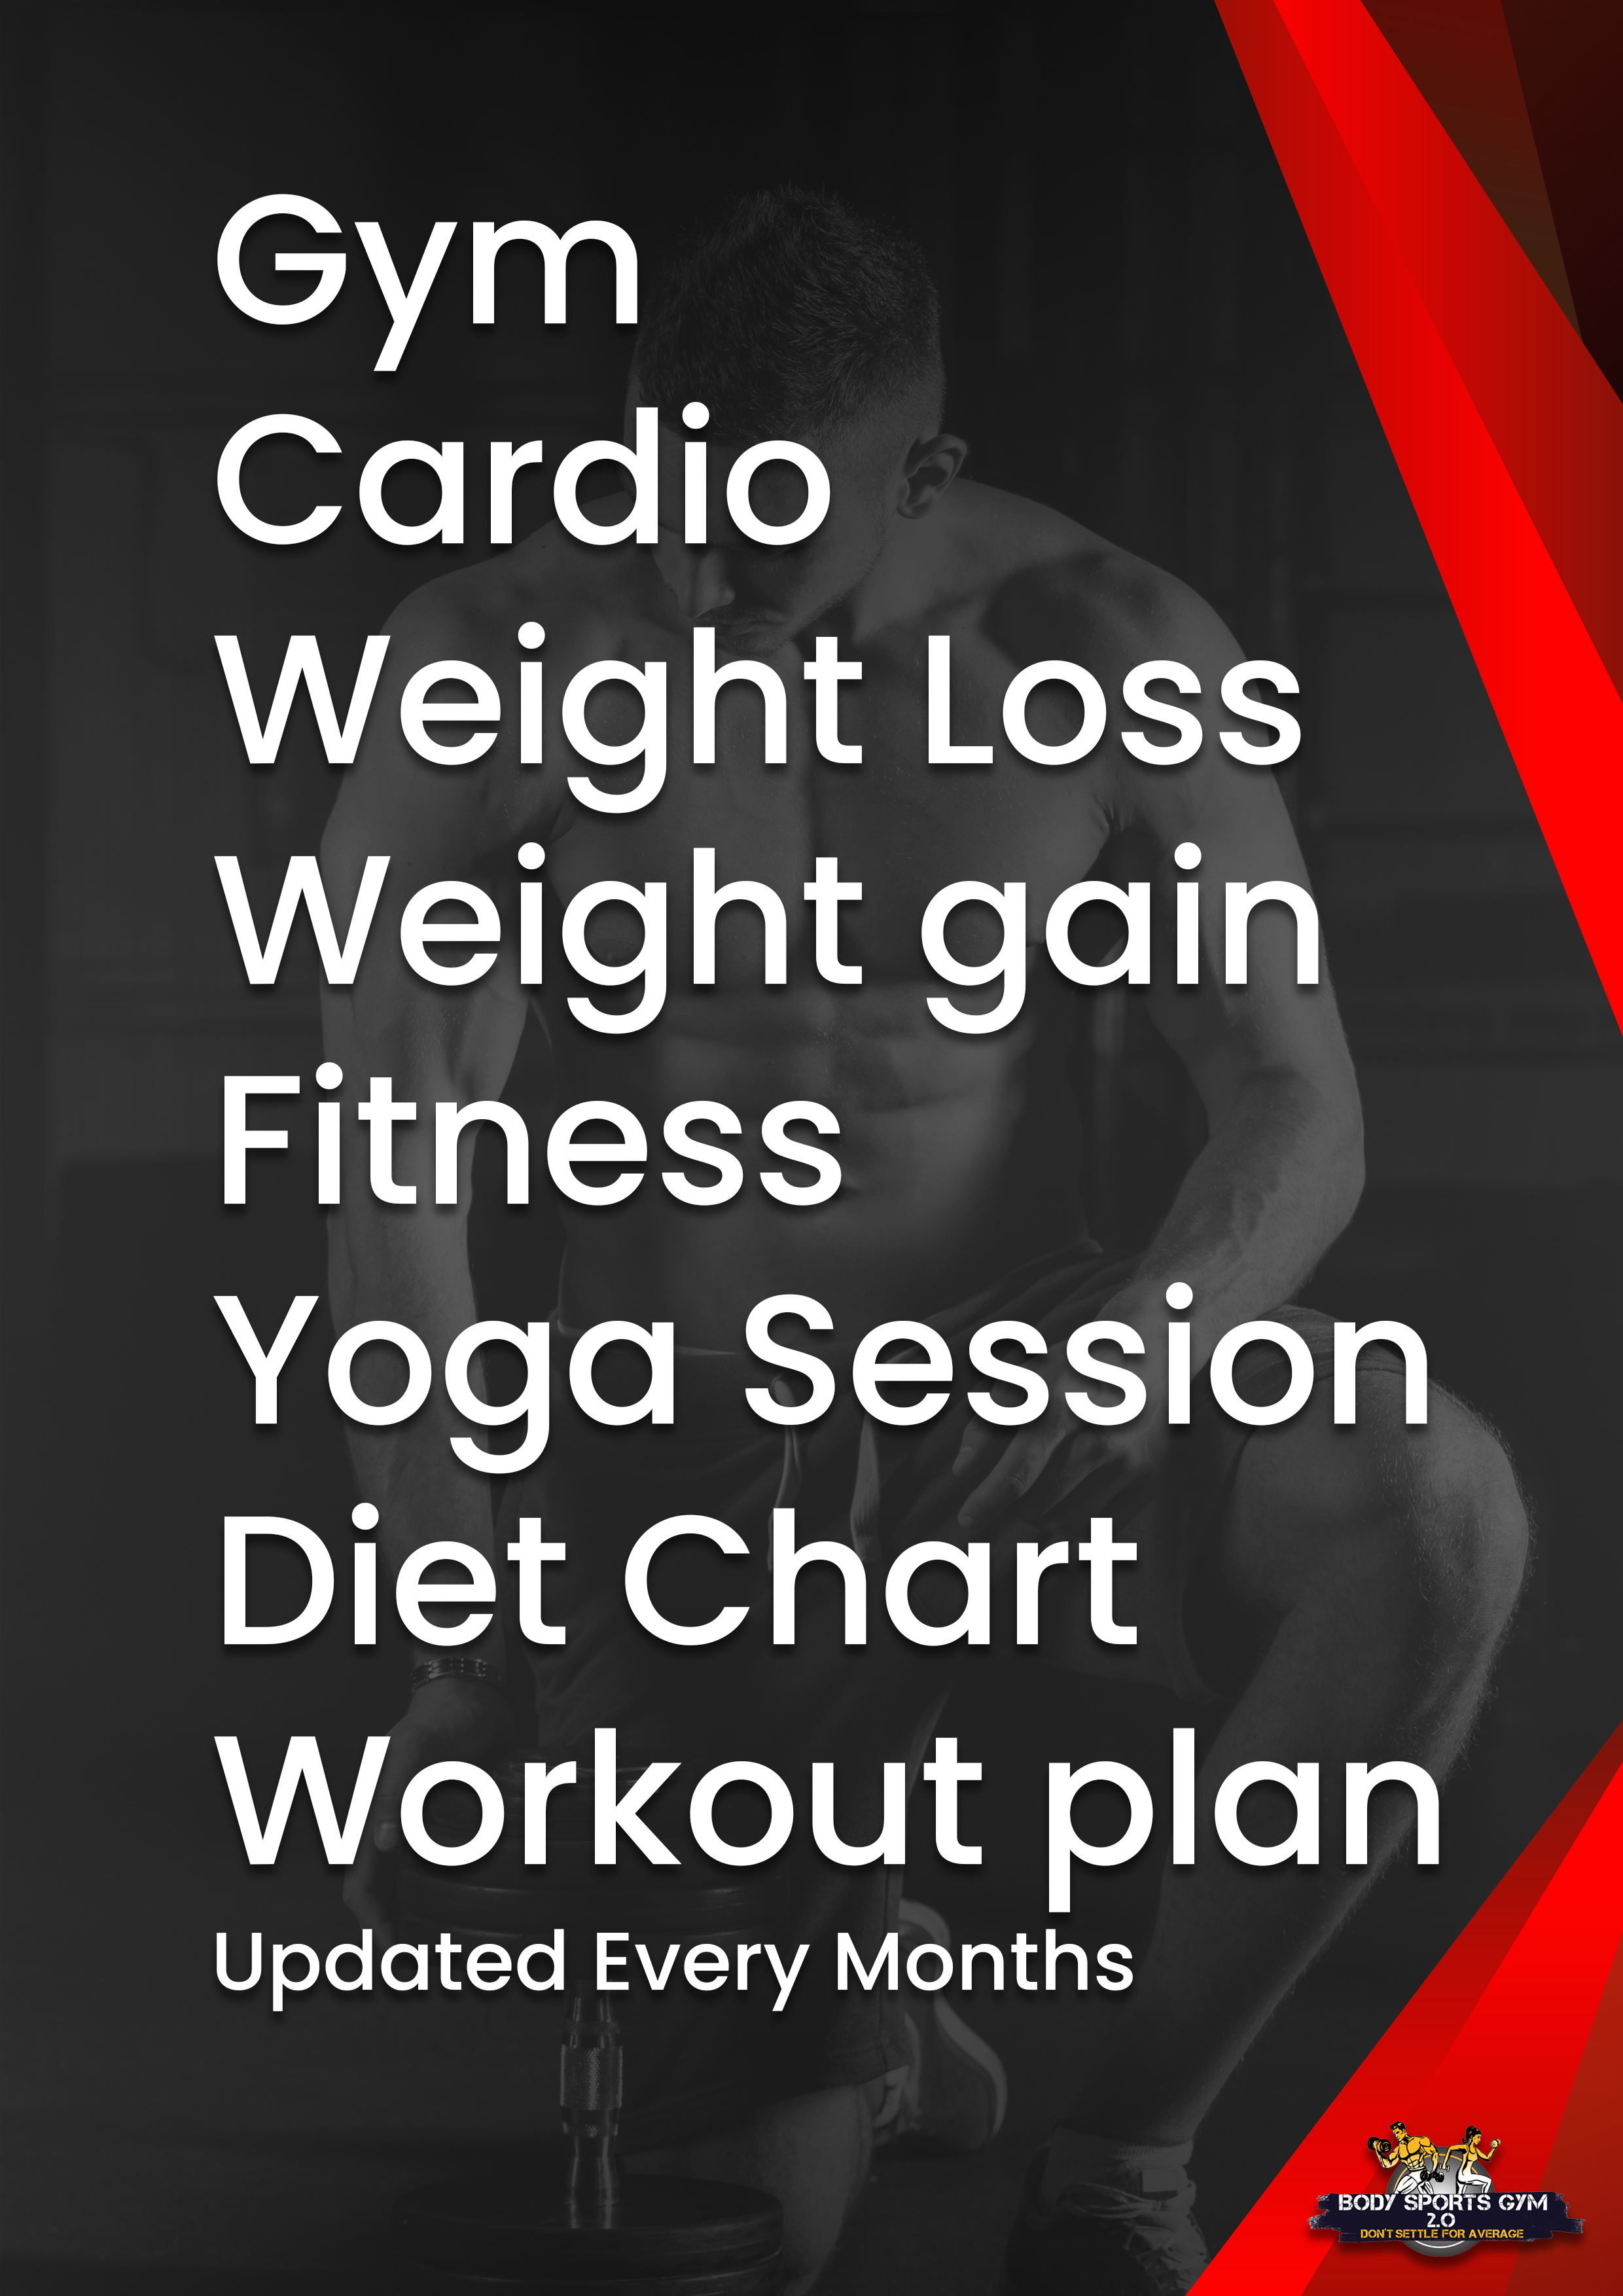 Gym
Cardio
Weight Loss
Weight gain
Fitness
Yoga Session
Diet Chart
Workout plan
Updated Every Months
BODY SPORTS GYM
2.0
DON'T SETTLE FOR AVERAGE